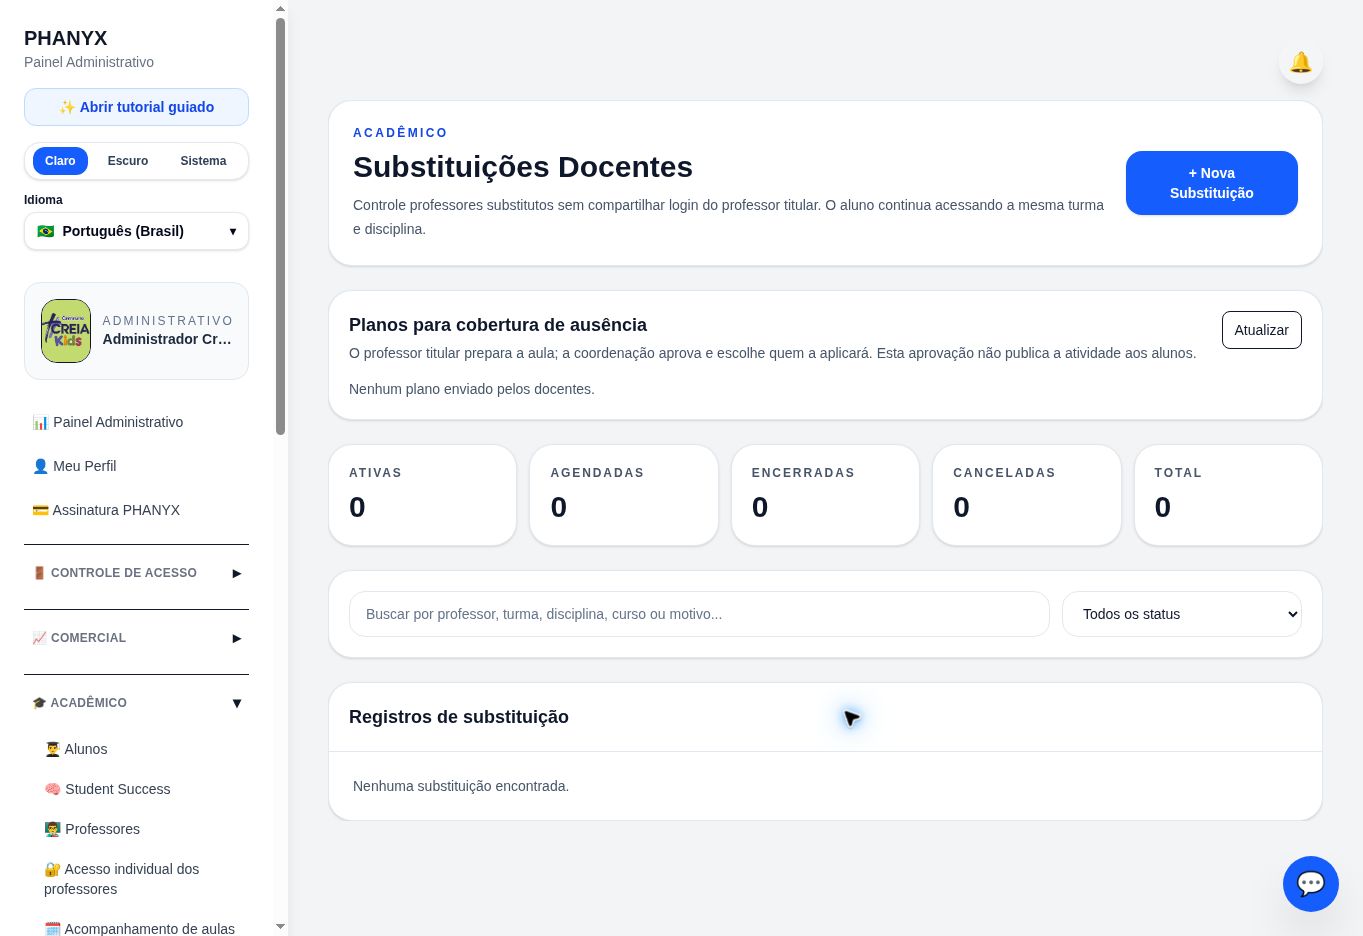 PHANYX
Painel Administrativo
✨ Abrir tutorial guiado
Claro
Escuro
Sistema
Idioma
🇧🇷 Português (Brasil) ▾
Seminário
CREIA
Kids
ADMINISTRATIVO
Administrador Cr...
📊 Painel Administrativo
👤 Meu Perfil
💳 Assinatura PHANYX
🚪 CONTROLE DE ACESSO ▶
📈 COMERCIAL ▶
🎓 ACADÊMICO ▼
👨‍🎓 Alunos
🧠 Student Success
👨‍🏫 Professores
🔐 Acesso individual dos
professores
🗓️ Acompanhamento de aulas
🔔
ACADÊMICO
Substituições Docentes
Controle professores substitutos sem compartilhar login do professor titular. O aluno continua acessando a mesma turma
e disciplina.
+ Nova
Substituição
Planos para cobertura de ausência
O professor titular prepara a aula; a coordenação aprova e escolhe quem a aplicará. Esta aprovação não publica a atividade aos alunos.
Atualizar
Nenhum plano enviado pelos docentes.
ATIVAS
0
AGENDADAS
0
ENCERRADAS
0
CANCELADAS
0
TOTAL
0
Buscar por professor, turma, disciplina, curso ou motivo...
Todos os status
Registros de substituição
Nenhuma substituição encontrada.
💬